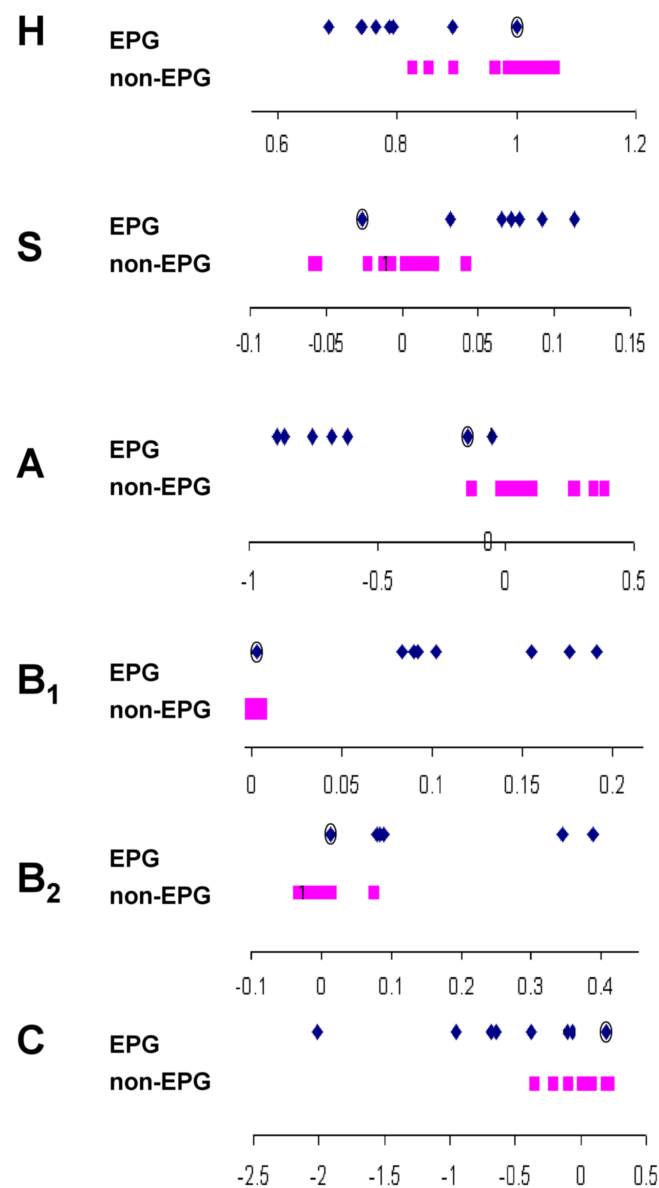 H
EPG
non-EPG
0.6 0.8 1 1.2
S
EPG
non-EPG
1
-0.1 -0.05 0 0.05 0.1 0.15
A
EPG
non-EPG
0
-1 -0.5 0 0.5
B1
EPG
non-EPG
0 0.05 0.1 0.15 0.2
B2
EPG
non-EPG
1
-0.1 0 0.1 0.2 0.3 0.4
C
EPG
non-EPG
-2.5 -2 -1.5 -1 -0.5 0 0.5